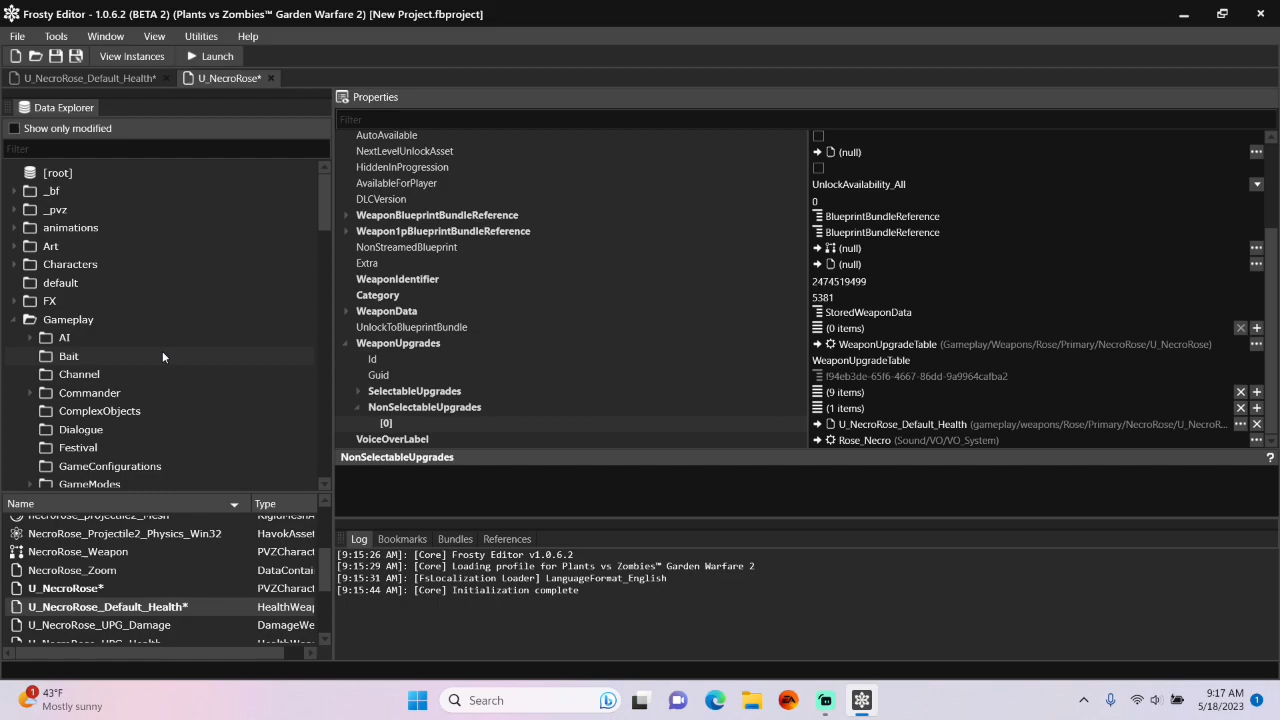 Frosty Editor - 1.0.6.2 (BETA 2) (Plants vs Zombies™ Garden Warfare 2) [New Project.fbproject]
File Tools Window View Utilities Help
View Instances Launch
U_NecroRose_Default_Health* U_NecroRose*
Data Explorer
Show only modified
Filter
[root]
_bf
_pvz
animations
Art
Characters
default
FX
Gameplay
AI
Bait
Channel
Commander
ComplexObjects
Dialogue
Festival
GameConfigurations
GameModes
Name Type
NecroRose_Projectile2_Physics_Win32 HavokAsset
NecroRose_Weapon PVZCharact
NecroRose_Zoom DataContai
U_NecroRose* PVZCharact
U_NecroRose_Default_Health* HealthWeap
U_NecroRose_UPG_Damage DamageWe
Properties
Filter
AutoAvailable
NextLevelUnlockAsset (null)
HiddenInProgression
AvailableForPlayer UnlockAvailability_All
DLCVersion 0
WeaponBlueprintBundleReference BlueprintBundleReference
Weapon1pBlueprintBundleReference BlueprintBundleReference
NonStreamedBlueprint (null)
Extra (null)
WeaponIdentifier 2474519499
Category 5381
WeaponData StoredWeaponData
UnlockToBlueprintBundle (0 items)
WeaponUpgrades WeaponUpgradeTable (Gameplay/Weapons/Rose/Primary/NecroRose/U_NecroRose)
Id WeaponUpgradeTable
Guid f94eb3de-65f6-4667-86dd-9a9964cafba2
SelectableUpgrades (9 items)
NonSelectableUpgrades (1 items)
[0] U_NecroRose_Default_Health (gameplay/weapons/Rose/Primary/NecroRose/U_NecroR...
VoiceOverLabel Rose_Necro (Sound/VO/VO_System)
NonSelectableUpgrades ?
Log Bookmarks Bundles References
[9:15:26 AM]: [Core] Frosty Editor v1.0.6.2
[9:15:29 AM]: [Core] Loading profile for Plants vs Zombies™ Garden Warfare 2
[9:15:31 AM]: [FsLocalization Loader] LanguageFormat_English
[9:15:44 AM]: [Core] Initialization complete
1
43°F
Mostly sunny
Search
EA
9:17 AM
5/18/2023
1